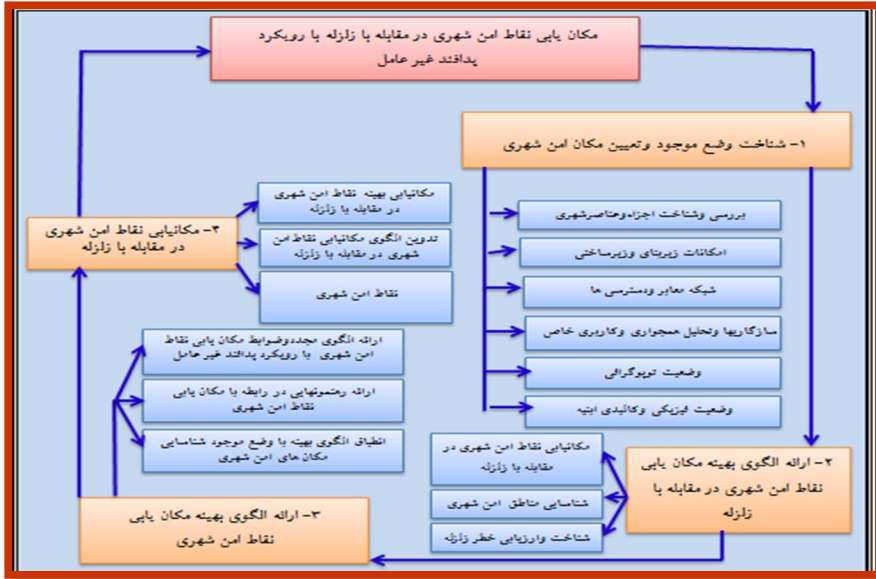 مکان یابی نقاط امن شهری در مقابله با زلزله با رویکرد
پدافند غیر عامل
۱- شناخت وضع موجود وتعیین مکان امن شهری
بررسی وشناخت اجزاءوعناصرشهری
امکانات زیربنای وزیرساختی
شبکه معابر ودسترسی ها
سازگاریها وتحلیل همجواری وکاربری خاص
وضعیت توپوگرافی
وضعیت فیزیکی وکالبدی ابنیه
۲- ارائه الگوی بهینه مکان یابی
نقاط امن شهری در مقابله با
زلزله
مکانیابی نقاط امن شهری در
مقابله با زلزله
شناسایی مناطق امن شهری
شناخت وارزیابی خطر زلزله
۳- ارائه الگوی بهینه مکان یابی
نقاط امن شهری
ارائه الگوی مجددوضوابط مکان یابی نقاط
امن شهری با رویکرد پدافند غیر عامل
ارائه رهنمونهایی در رابطه با مکان یابی
نقاط امن شهری
انطباق الگوی بهینه با وضع موجود شناسایی
مکان های امن شهری
۴- مکانیابی نقاط امن شهری
در مقابله با زلزله
مکانیابی بهینه نقاط امن شهری
در مقابله با زلزله
تدوین الگوی مکانیابی نقاط امن
شهری در مقابله با زلزله
نقاط امن شهری